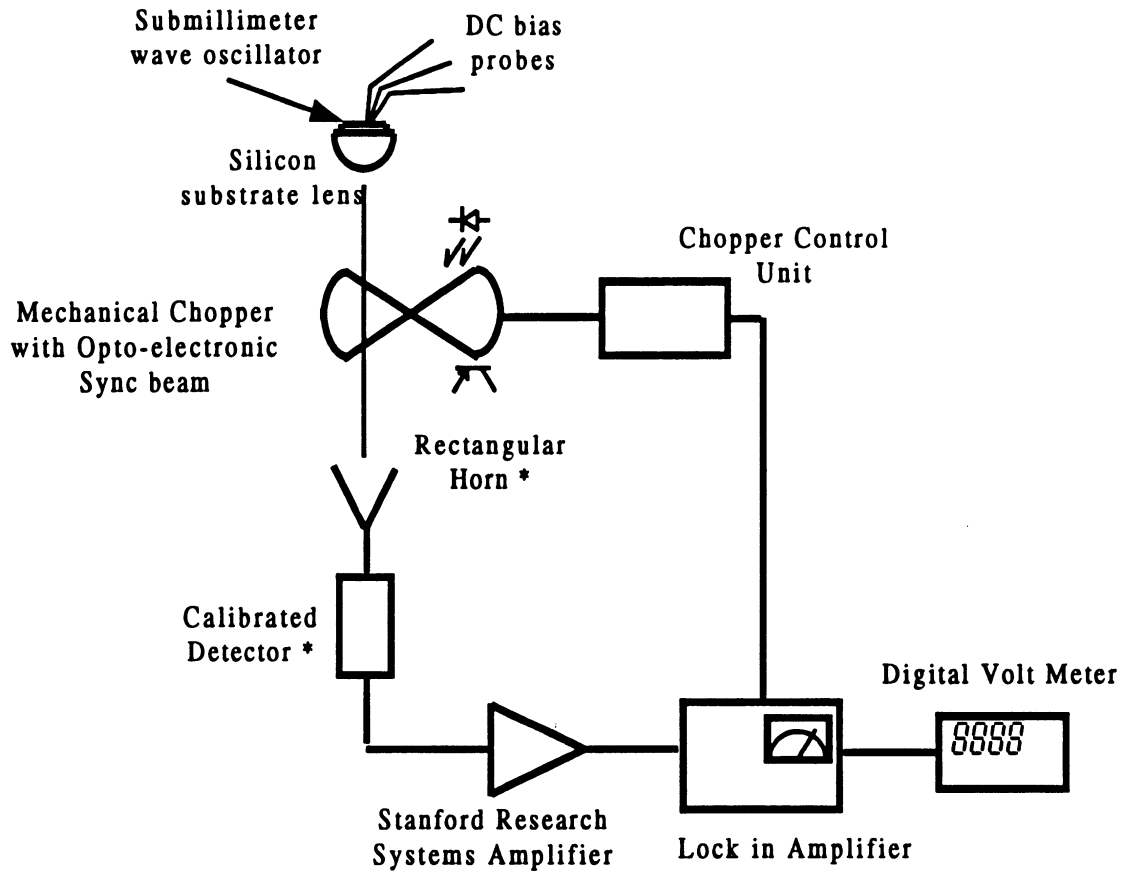 Submillimeter
wave oscillator
DC bias
probes
Silicon
substrate lens
Chopper Control
Unit
Mechanical Chopper
with Opto-electronic
Sync beam
Rectangular
Horn *
Calibrated
Detector *
Digital Volt Meter
8888
Stanford Research
Systems Amplifier
Lock in Amplifier